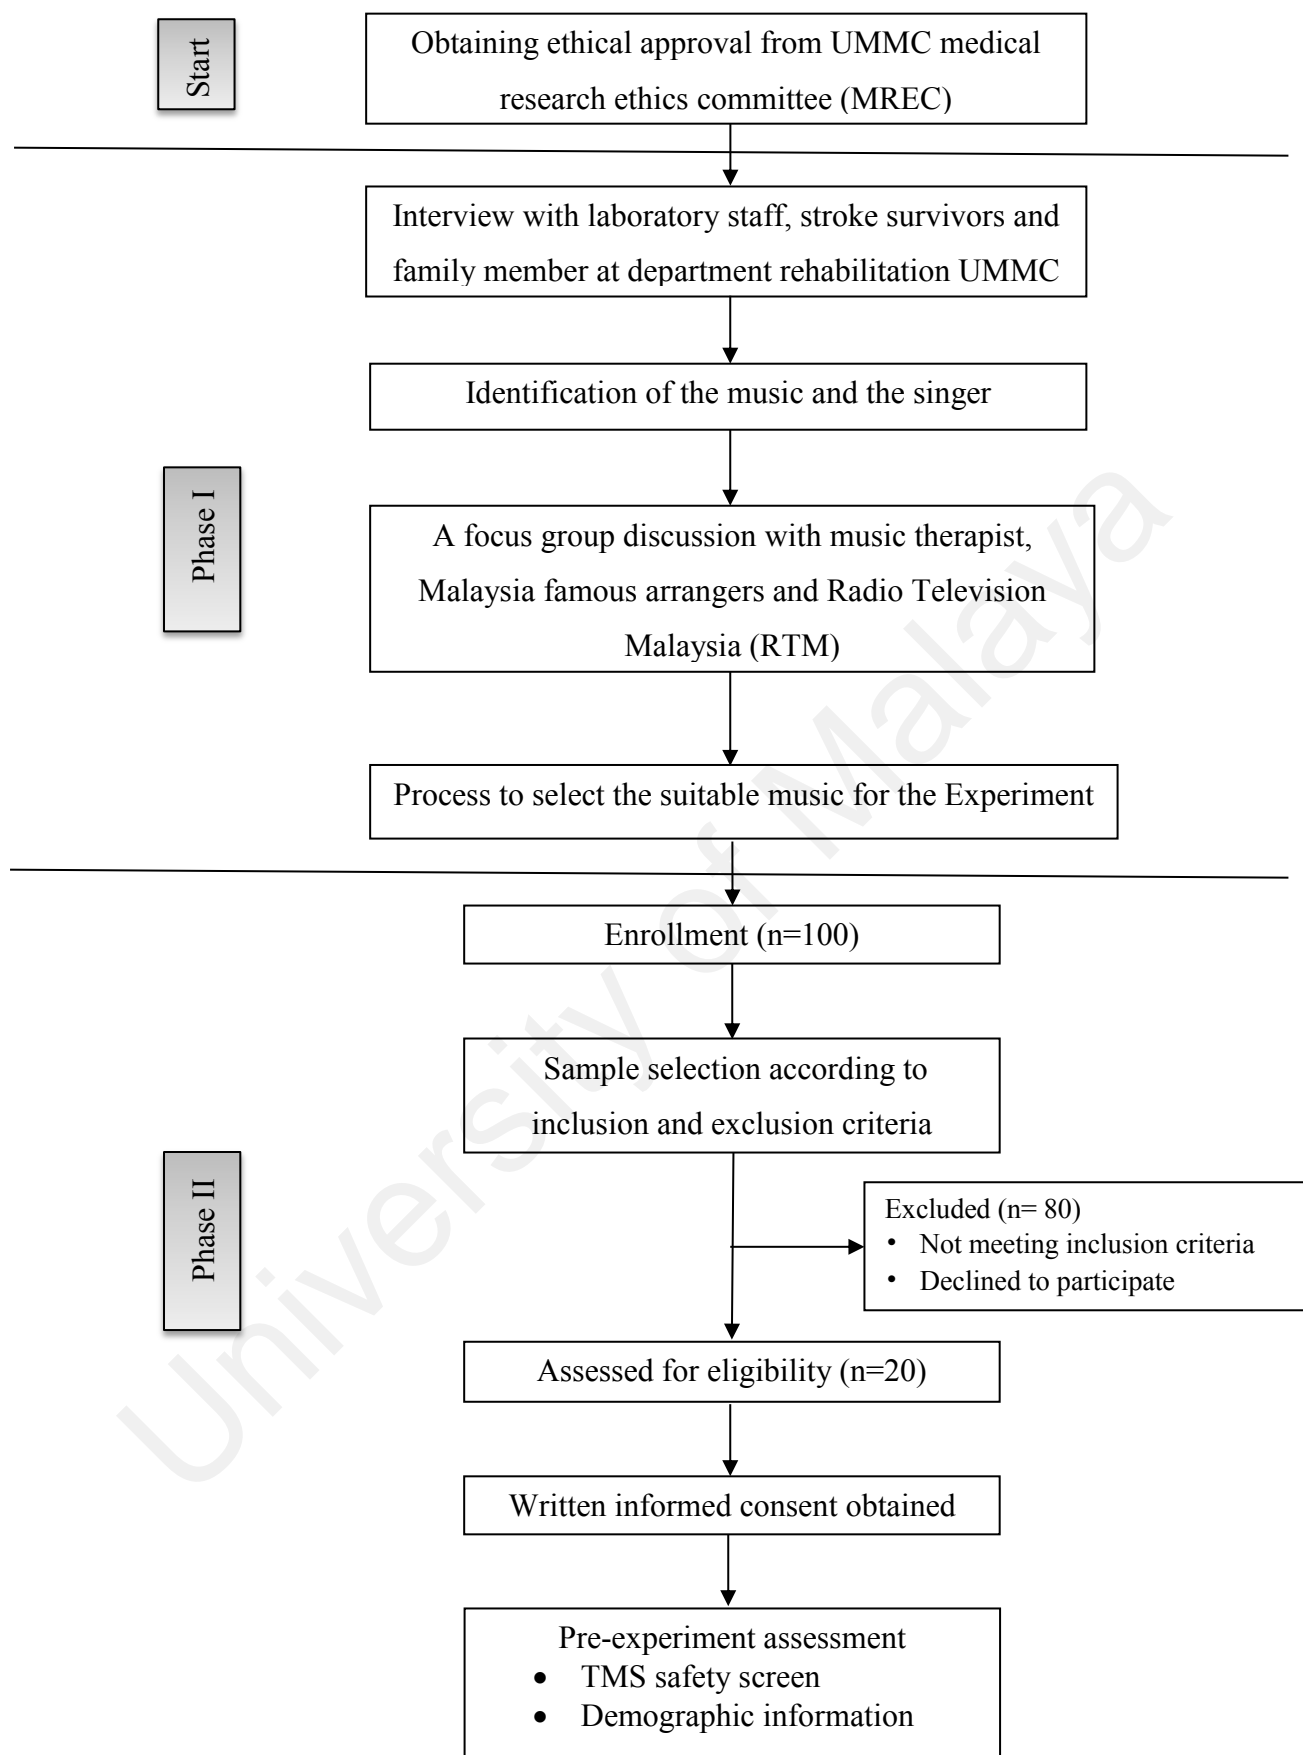 Start
Obtaining ethical approval from UMMC medical
research ethics committee (MREC)
Interview with laboratory staff, stroke survivors and
family member at department rehabilitation UMMC
Identification of the music and the singer
Phase I
A focus group discussion with music therapist,
Malaysia famous arrangers and Radio Television
Malaysia (RTM)
Process to select the suitable music for the Experiment
Enrollment (n=100)
Sample selection according to
inclusion and exclusion criteria
Phase II
Excluded (n= 80)
• Not meeting inclusion criteria
• Declined to participate
Assessed for eligibility (n=20)
Written informed consent obtained
Pre-experiment assessment
• TMS safety screen
• Demographic information
University of Malaya